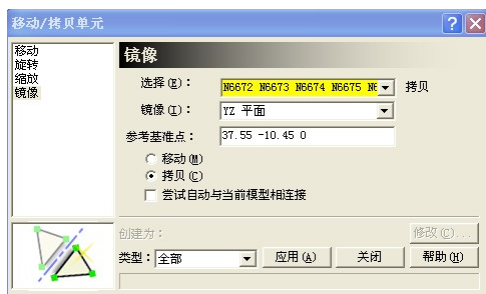 移动/拷贝单元
移动
旋转
缩放
镜像
镜像
选择(E)： N6672 N6673 N6674 N6675 N6 拷贝
镜像(I)： YZ 平面
参考基准点： 37.55 -10.45 0
移动(M)
拷贝(C)
尝试自动与当前模型相连接
创建为： 修改(C)...
类型： 全部 应用(A) 关闭 帮助(H)